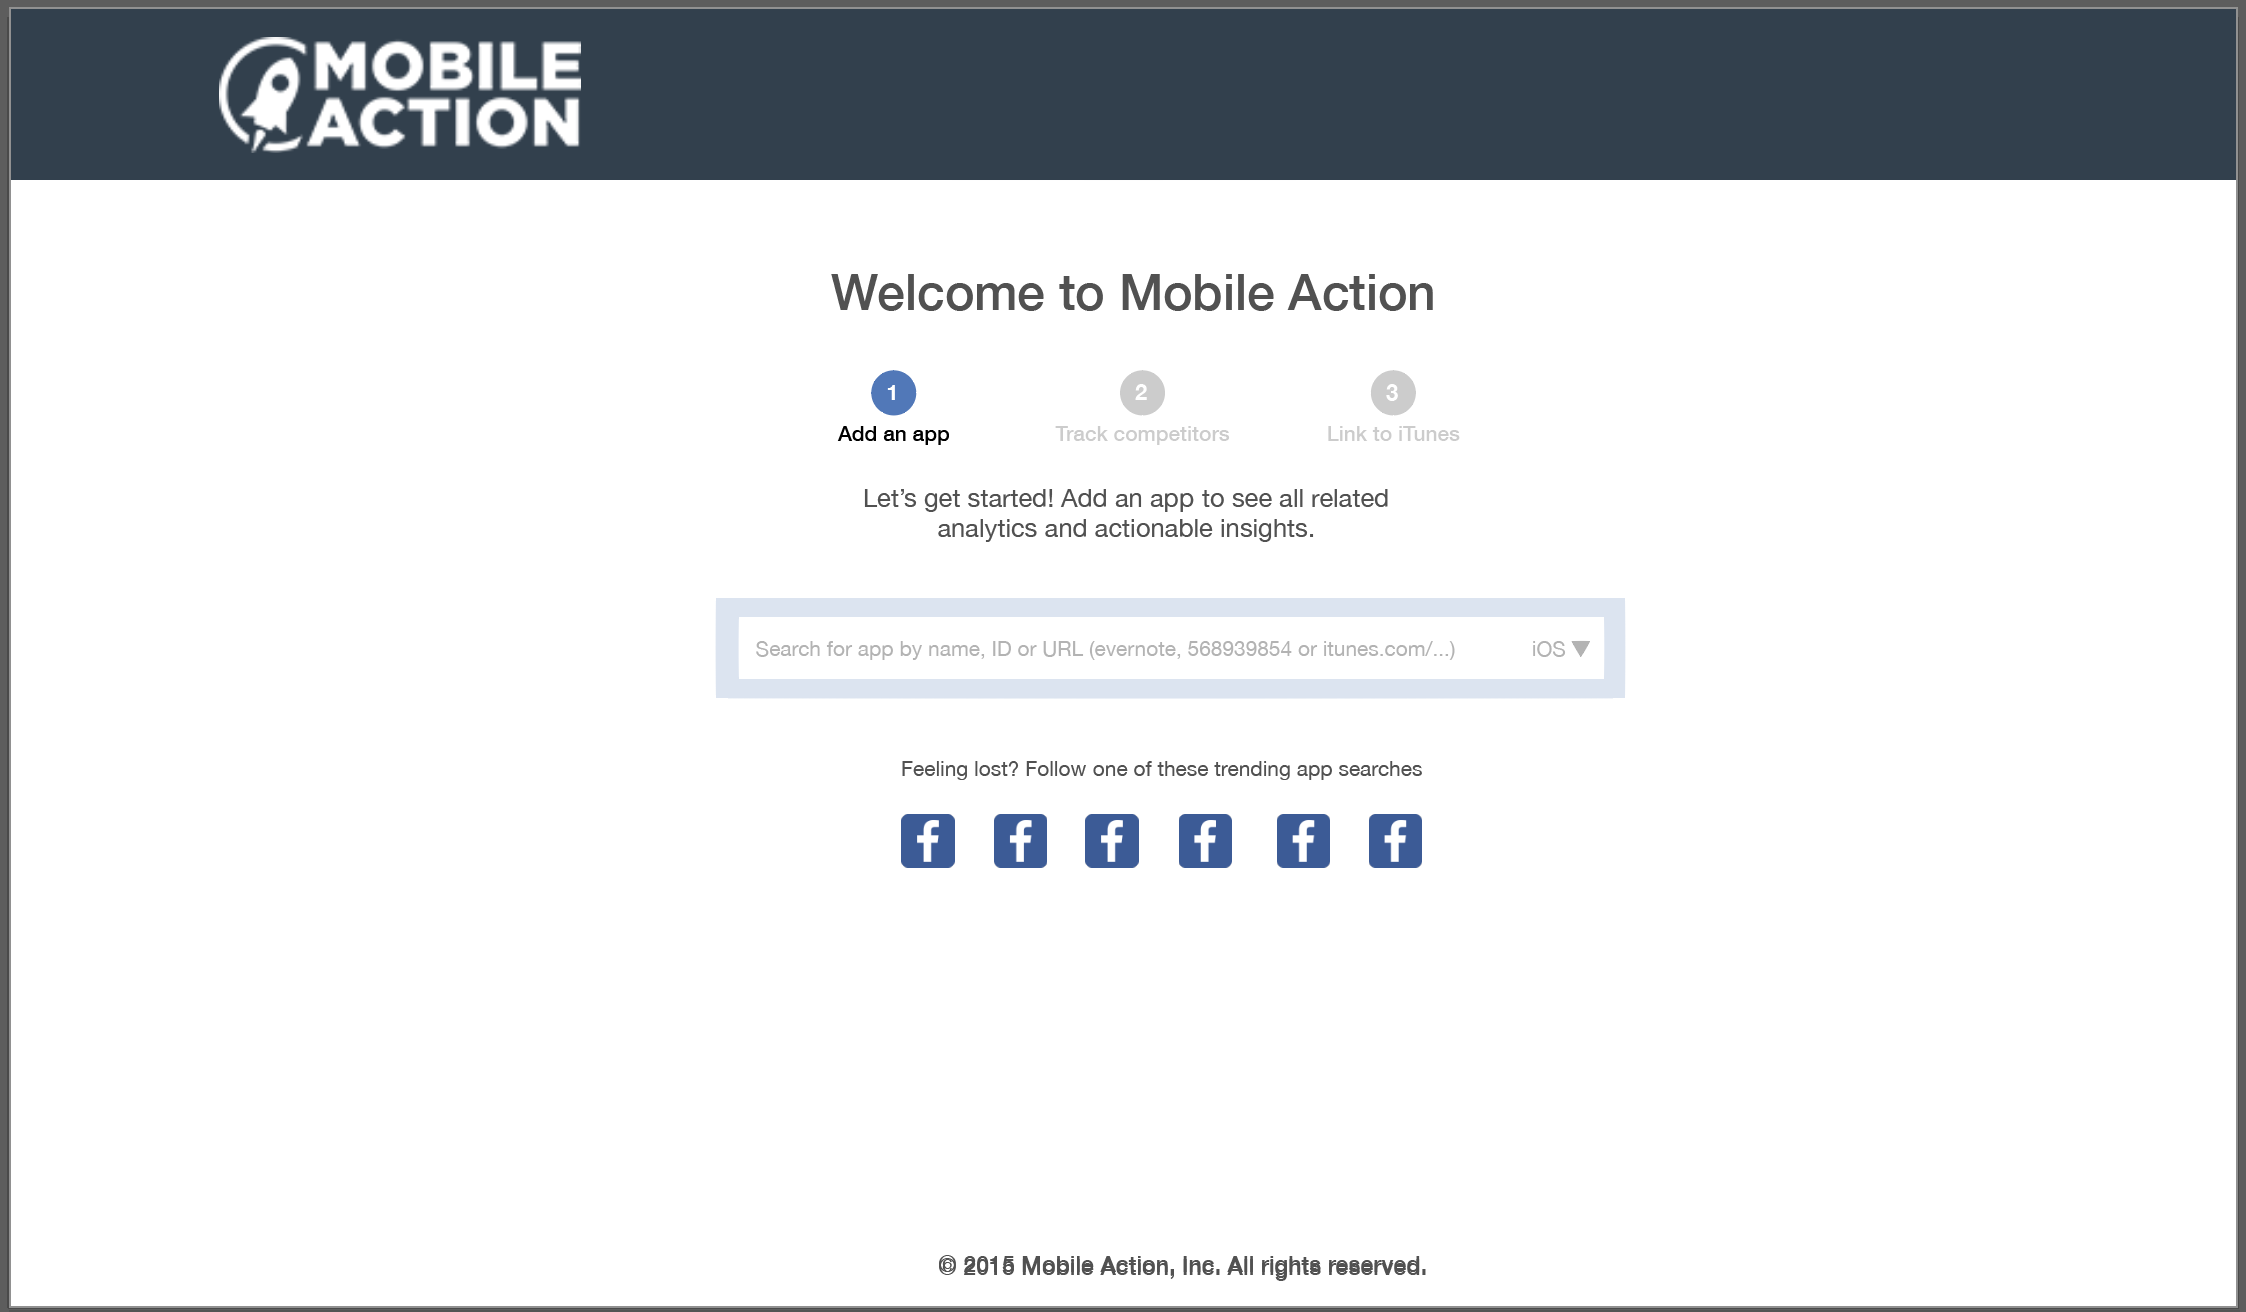 MOBILE
ACTION
Welcome to Mobile Action
1 2 3
Add an app Track competitors Link to iTunes
Let’s get started! Add an app to see all related
analytics and actionable insights.
Search for app by name, ID or URL (evernote, 568939854 or itunes.com/...) iOS ▼
Feeling lost? Follow one of these trending app searches
f f f f f f
© 2015 Mobile Action, Inc. All rights reserved.